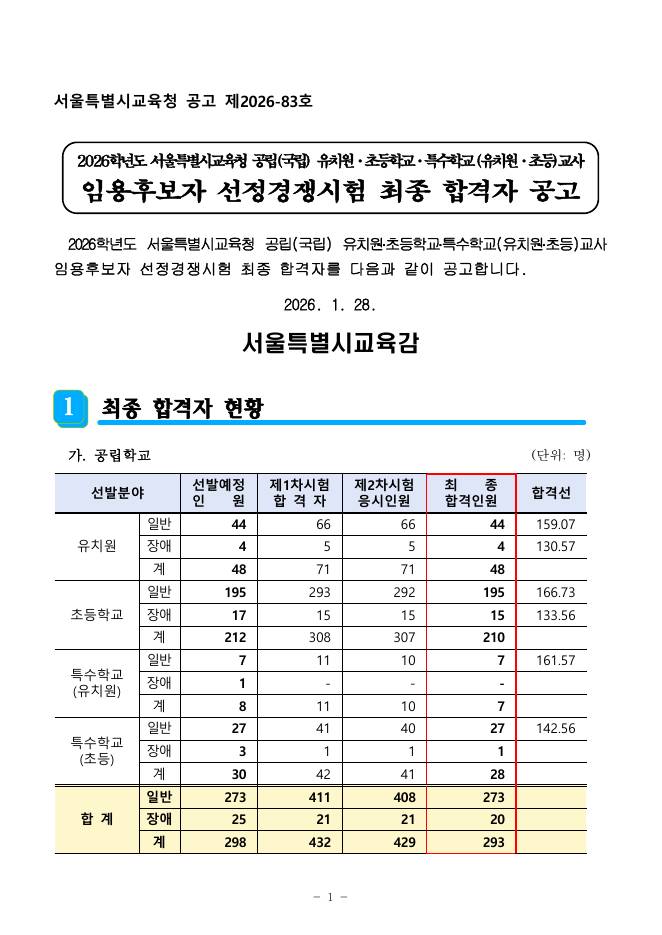 서울특별시교육청 공고 제2026-83호
2026학년도 서울특별시교육청 공립(국립) 유치원·초등학교·특수학교(유치원·초등)교사
임용후보자 선정경쟁시험 최종 합격자 공고
2026학년도 서울특별시교육청 공립(국립) 유치원·초등학교·특수학교(유치원·초등)교사
임용후보자 선정경쟁시험 최종 합격자를 다음과 같이 공고합니다.
2026. 1. 28.
서울특별시교육감
1 최종 합격자 현황
가. 공립학교 (단위: 명)
선발분야 선발예정 인 원 제1차시험 합 격 자 제2차시험 응시인원 최 종 합격인원 합격선
유치원 일반 44 66 66 44 159.07
장애 4 5 5 4 130.57
계 48 71 71 48
초등학교 일반 195 293 292 195 166.73
장애 17 15 15 15 133.56
계 212 308 307 210
특수학교 (유치원) 일반 7 11 10 7 161.57
장애 1 - - -
계 8 11 10 7
특수학교 (초등) 일반 27 41 40 27 142.56
장애 3 1 1 1
계 30 42 41 28
합 계 일반 273 411 408 273
장애 25 21 21 20
계 298 432 429 293
- 1 -